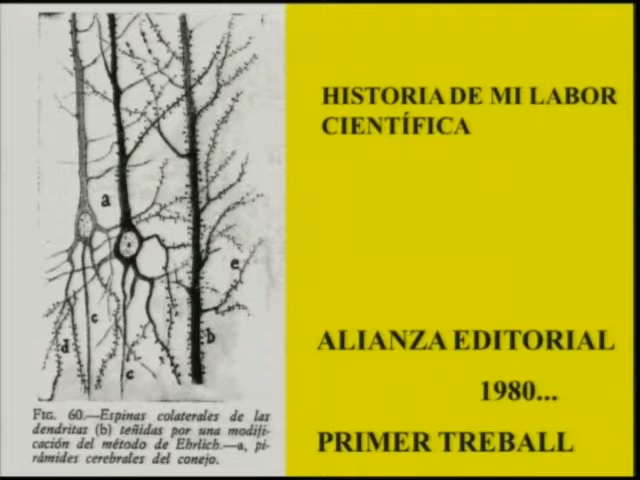 a
e
c
d
b
c
FIG. 60.—Espinas colaterales de las
dendritas (b) teñidas por una modifi-
cación del método de Ehrlich.—a, pi-
rámides cerebrales del conejo.
HISTORIA DE MI LABOR
CIENTÍFICA
ALIANZA EDITORIAL
1980...
PRIMER TREBALL